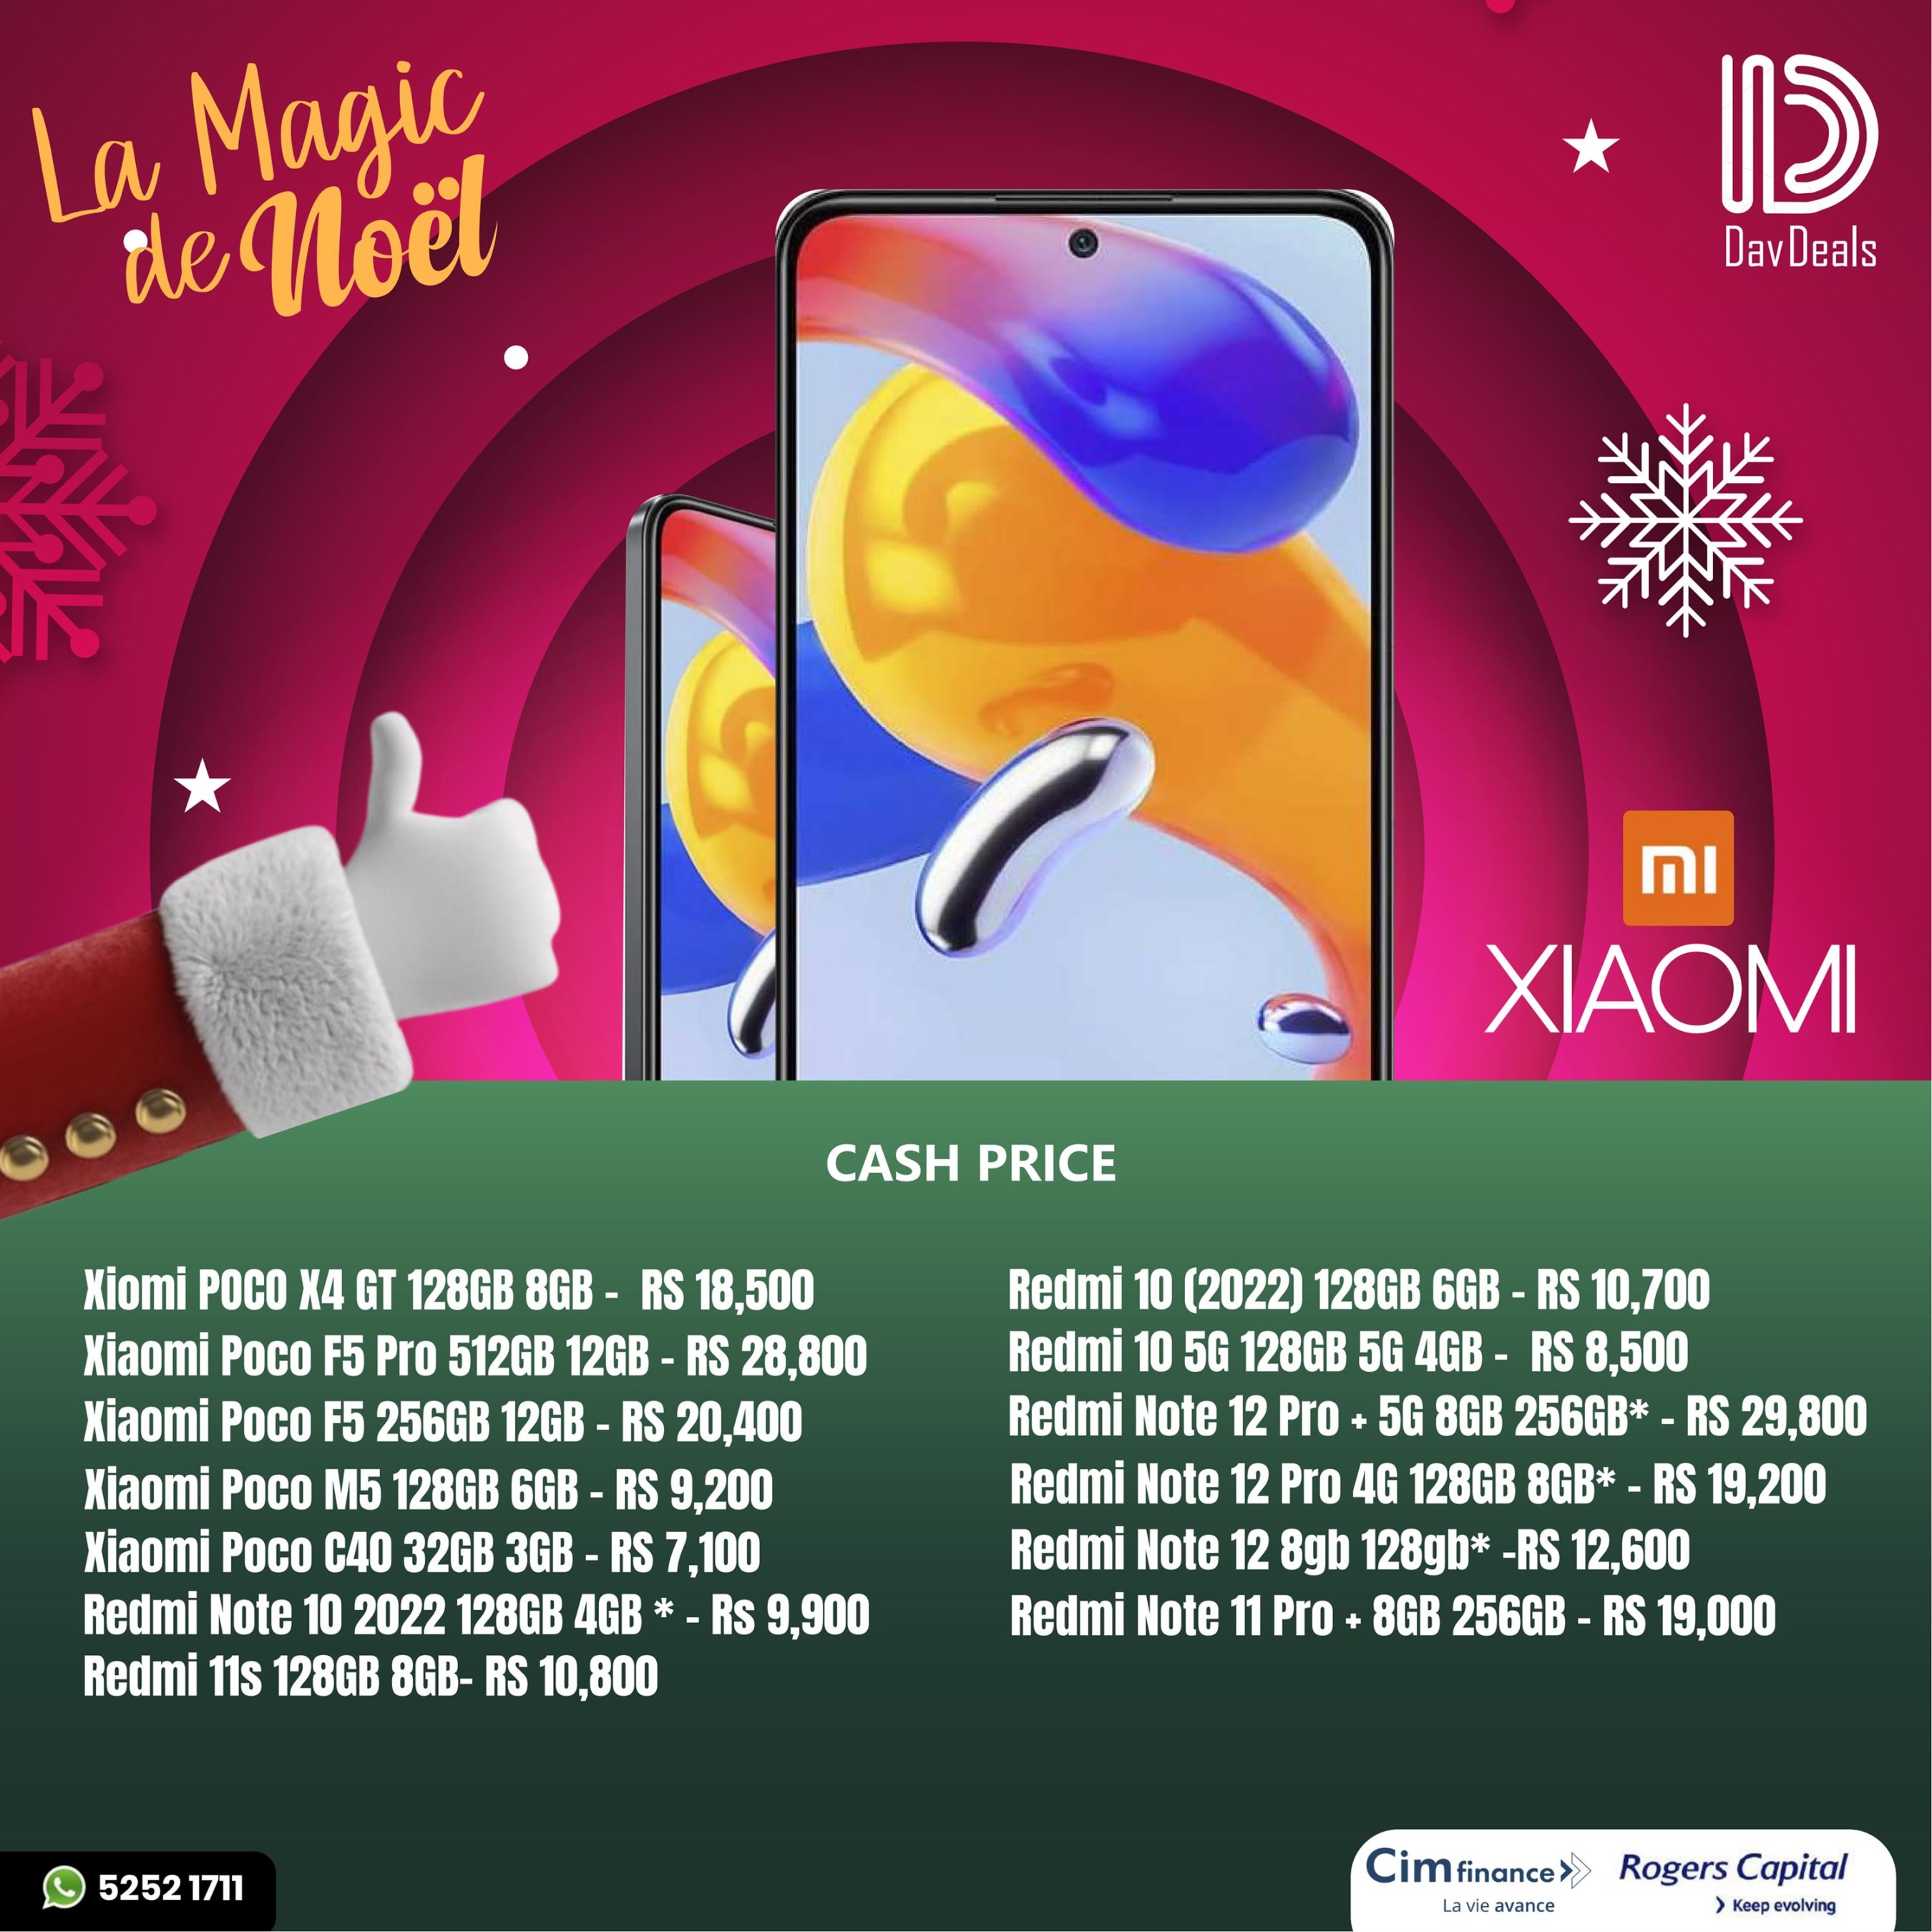 La Magic
de Noël
DavDeals
MI
XIAOMI
CASH PRICE
Xiomi POCO X4 GT 128GB 8GB - RS 18,500
Xiaomi Poco F5 Pro 512GB 12GB - RS 28,800
Xiaomi Poco F5 256GB 12GB - RS 20,400
Xiaomi Poco M5 128GB 6GB - RS 9,200
Xiaomi Poco C40 32GB 3GB - RS 7,100
Redmi Note 10 2022 128GB 4GB * - Rs 9,900
Redmi 11s 128GB 8GB- RS 10,800
Redmi 10 (2022) 128GB 6GB - RS 10,700
Redmi 10 5G 128GB 5G 4GB - RS 8,500
Redmi Note 12 Pro + 5G 8GB 256GB* - RS 29,800
Redmi Note 12 Pro 4G 128GB 8GB* - RS 19,200
Redmi Note 12 8gb 128gb* -RS 12,600
Redmi Note 11 Pro + 8GB 256GB - RS 19,000
5252 1711
Cim finance
La vie avance
Rogers Capital
Keep evolving